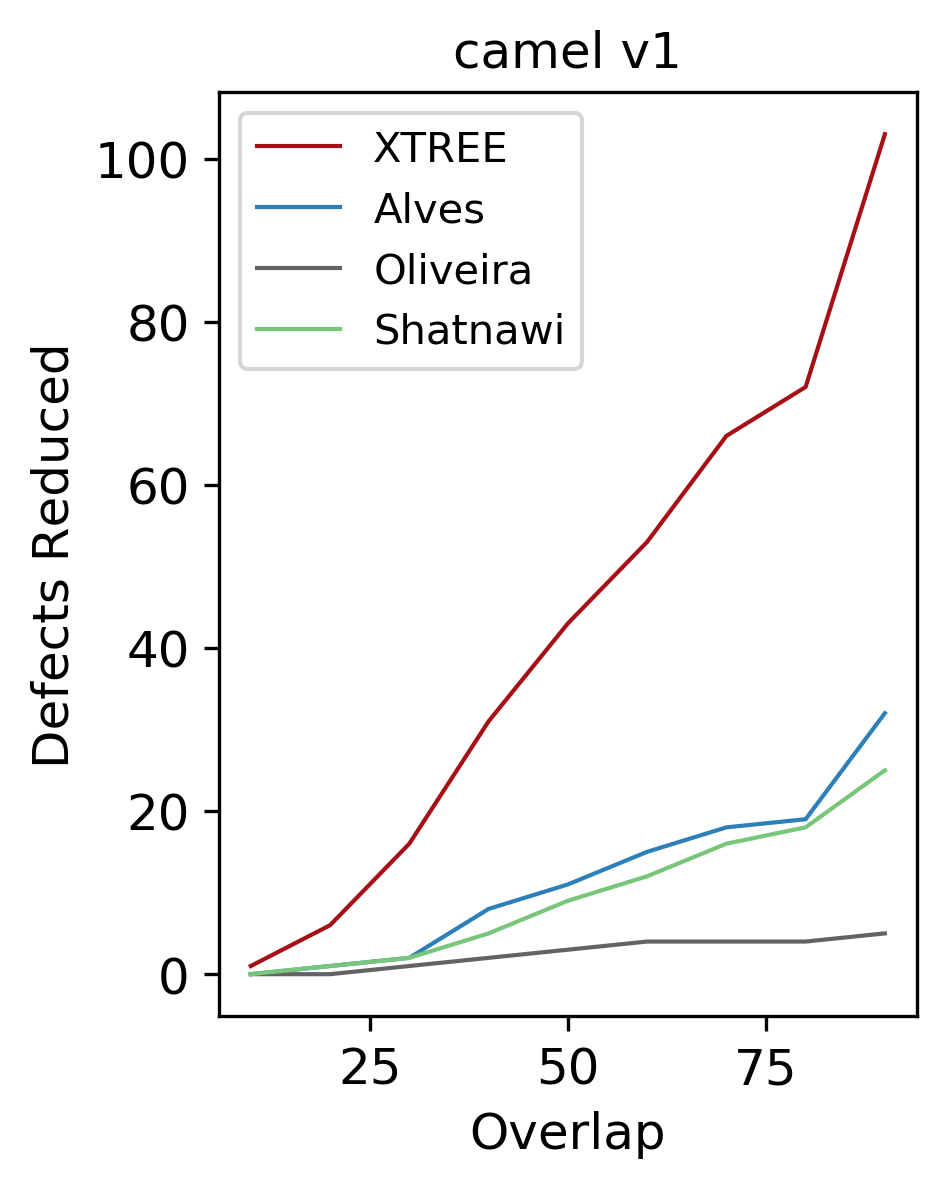 camel v1
XTREE
Alves
Oliveira
Shatnawi
100
80
60
40
20
0
Defects Reduced
25 50 75
Overlap